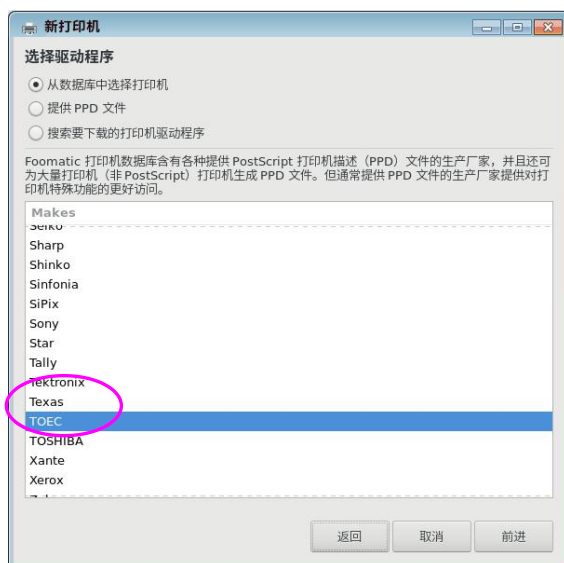 新打印机
选择驱动程序
从数据库中选择打印机
提供 PPD 文件
搜索要下载的打印机驱动程序
Foomatic 打印机数据库含有各种提供 PostScript 打印机描述（PPD）文件的生产厂家，并且还可
为大量打印机（非 PostScript）打印机生成 PPD 文件。但通常提供 PPD 文件的生产厂家提供对打
印机特殊功能的更好访问。
Makes
Seiko
Sharp
Shinko
Sinfonia
SiPix
Sony
Star
Tally
Tektronix
Texas
TOEC
TOSHIBA
Xante
Xerox
返回 取消 前进